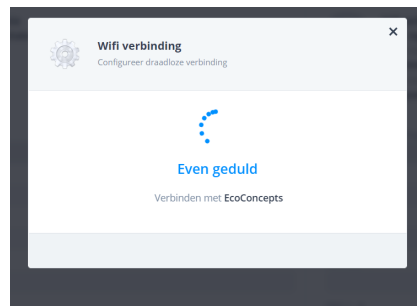 Wifi verbinding
Configureer draadloze verbinding
Even geduld
Verbinden met EcoConcepts